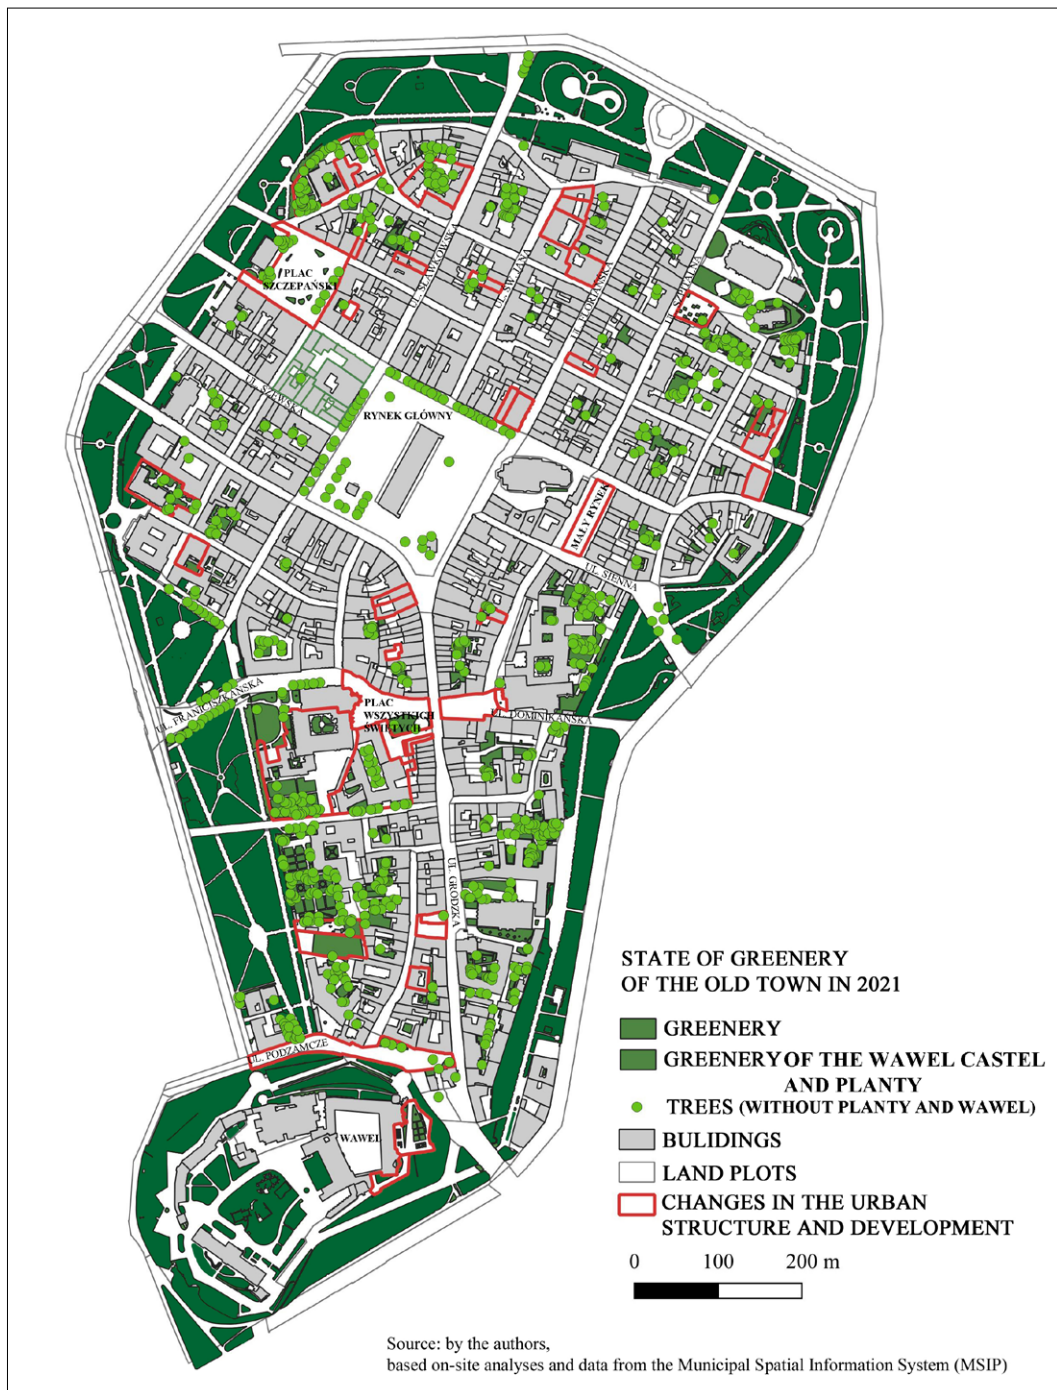 UL. SŁAWKOWSKA
UL. ŚW. JANA
UL. FLORIAŃSKA
UL. SZPITALNA
PLAC
SZCZEPAŃSKI
UL. SZEWSKA
RYNEK GŁÓWNY
MAŁY RYNEK
UL. SIENNA
UL. FRANICISZKAŃSKA
PLAC
WSZYSTKICH
ŚWIĘTYCH
UL. DOMINIKAŃSKA
UL. GRODZKA
UL. PODZAMCZE
WAWEL
STATE OF GREENERY
OF THE OLD TOWN IN 2021
GREENERY
GREENERY OF THE WAWEL CASTEL
AND PLANTY
TREES (WITHOUT PLANTY AND WAWEL)
BULIDINGS
LAND PLOTS
CHANGES IN THE URBAN
STRUCTURE AND DEVELOPMENT
0 100 200 m
Source: by the authors,
based on-site analyses and data from the Municipal Spatial Information System (MSIP)